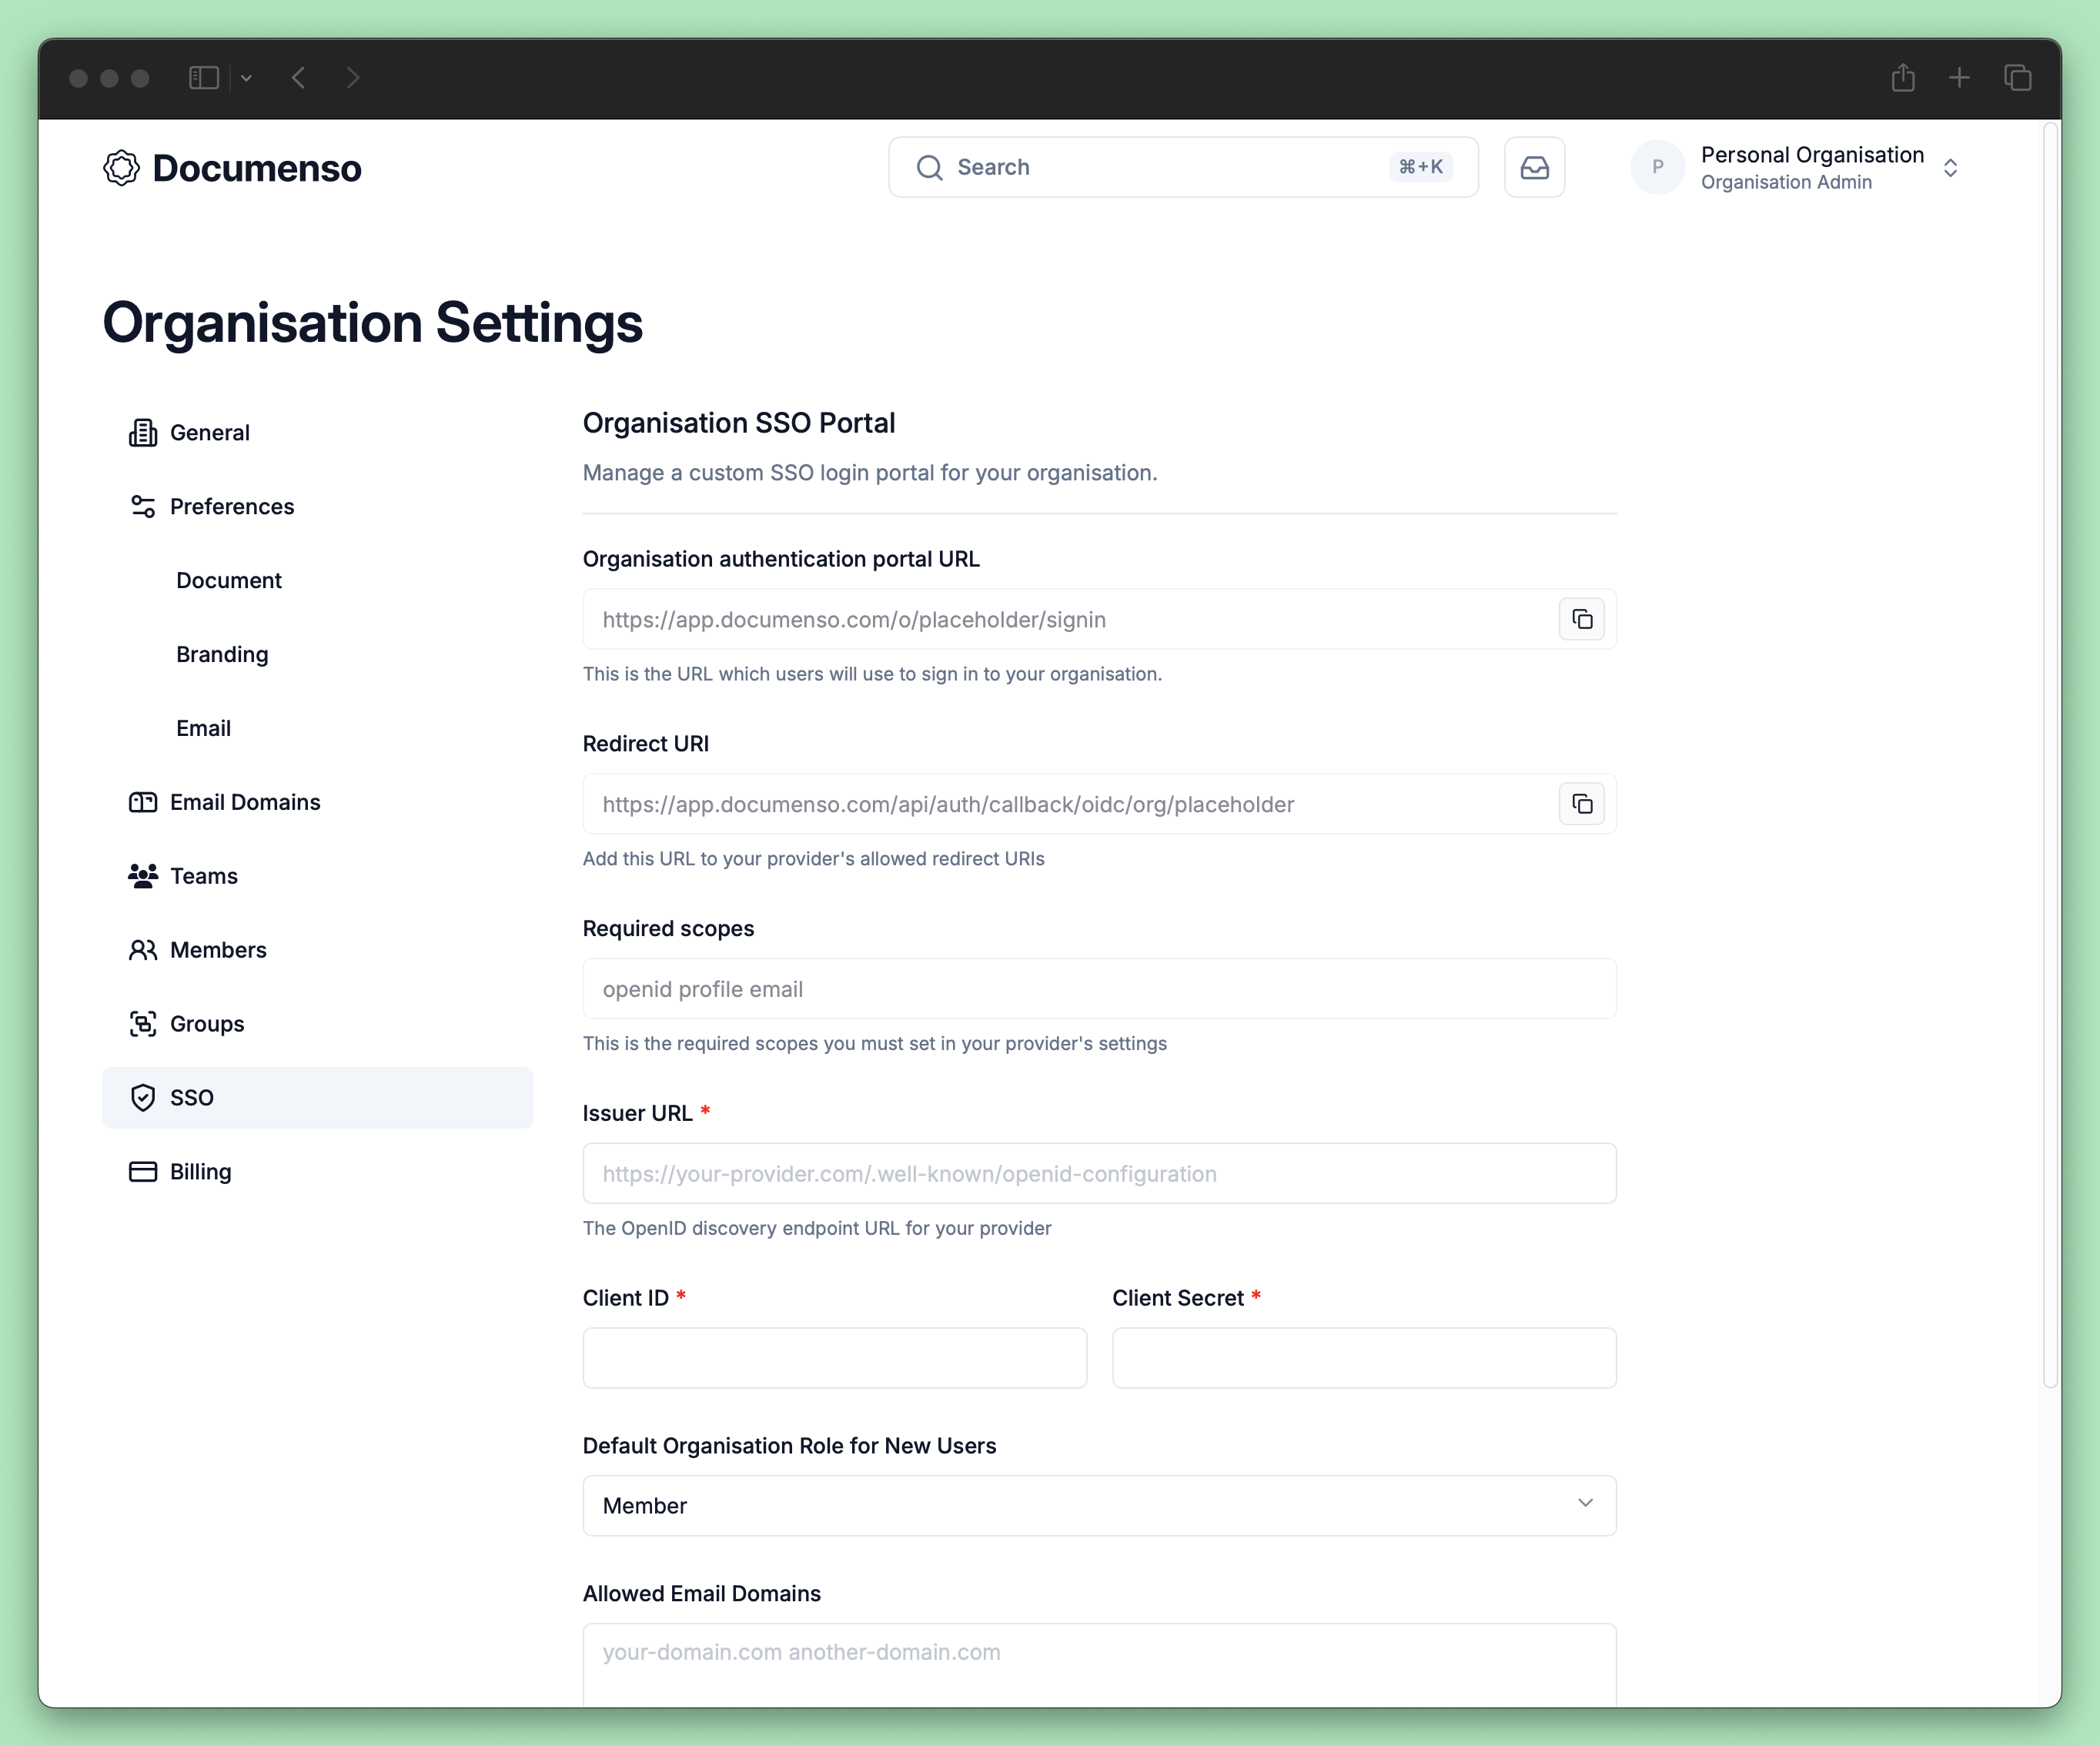 Documenso
Search
⌘+K
P
Personal Organisation
Organisation Admin
Organisation Settings
General
Preferences
Document
Branding
Email
Email Domains
Teams
Members
Groups
SSO
Billing
Organisation SSO Portal
Manage a custom SSO login portal for your organisation.
Organisation authentication portal URL
https://app.documenso.com/o/placeholder/signin
This is the URL which users will use to sign in to your organisation.
Redirect URI
https://app.documenso.com/api/auth/callback/oidc/org/placeholder
Add this URL to your provider's allowed redirect URIs
Required scopes
openid profile email
This is the required scopes you must set in your provider's settings
Issuer URL *
https://your-provider.com/.well-known/openid-configuration
The OpenID discovery endpoint URL for your provider
Client ID *
Client Secret *
Default Organisation Role for New Users
Member
Allowed Email Domains
your-domain.com another-domain.com